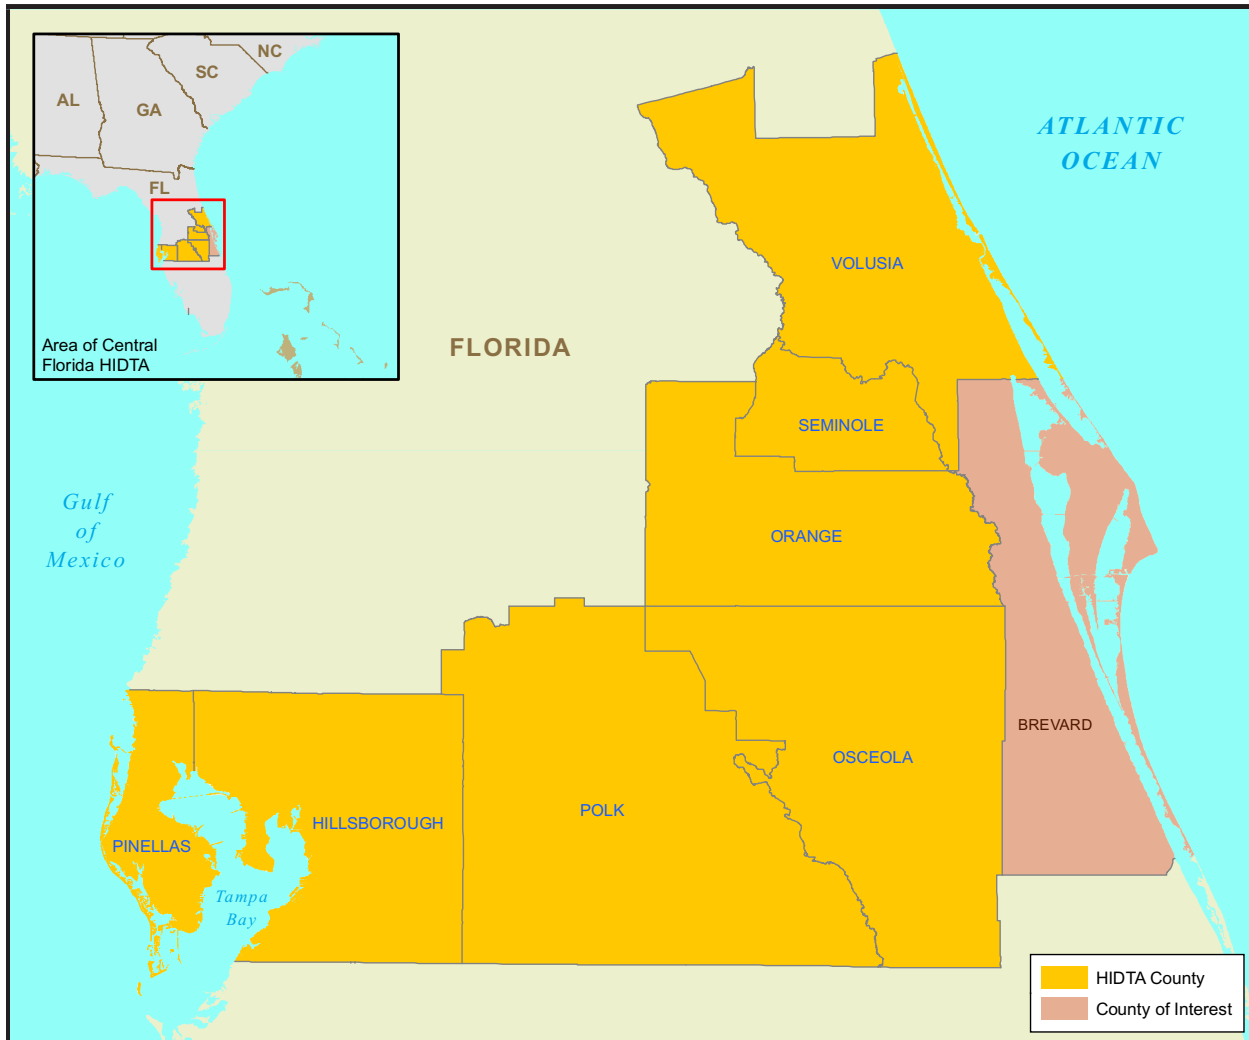 NC
SC
AL
GA
FL
Area of Central
Florida HIDTA
ATLANTIC
OCEAN
VOLUSIA
FLORIDA
SEMINOLE
Gulf
of
Mexico
ORANGE
BREVARD
OSCEOLA
POLK
HILLSBOROUGH
PINELLAS
Tampa
Bay
HIDTA County
County of Interest